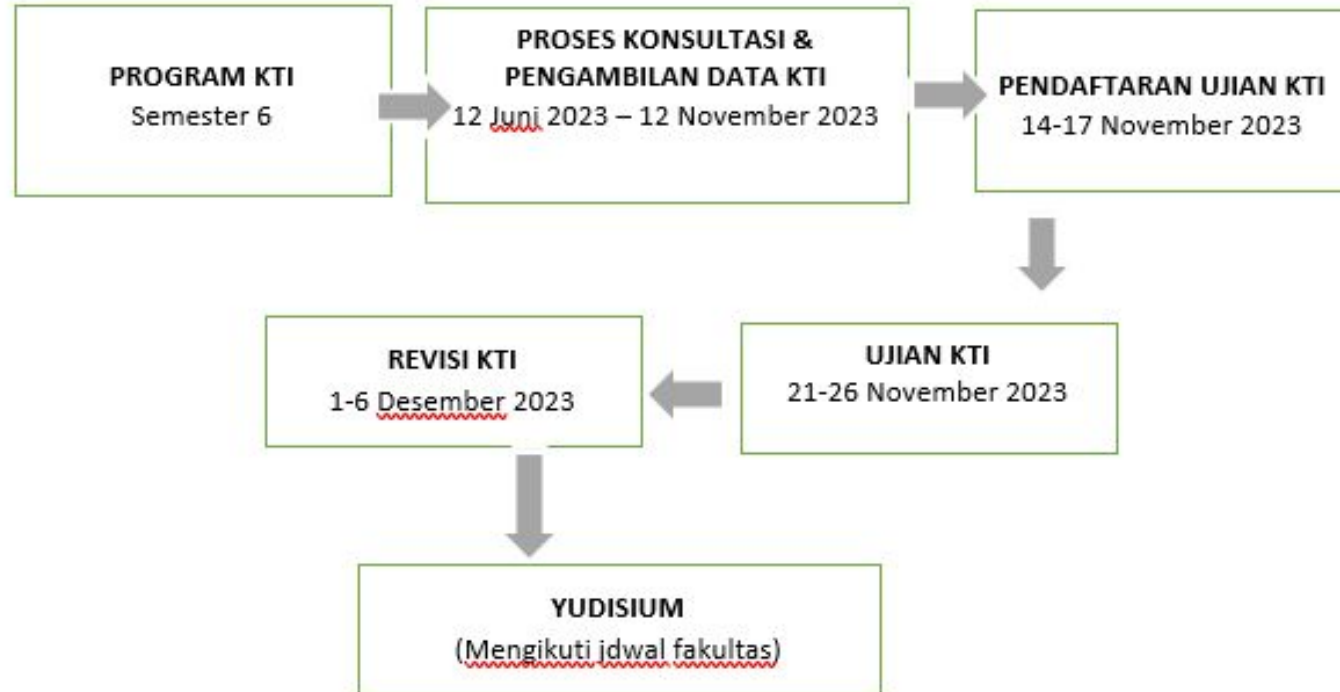 PROGRAM KTI
Semester 6
PROSES KONSULTASI &
PENGAMBILAN DATA KTI
12 Juni 2023 – 12 November 2023
PENDAFTARAN UJIAN KTI
14-17 November 2023
UJIAN KTI
21-26 November 2023
REVISI KTI
1-6 Desember 2023
YUDISIUM
(Mengikuti jdwal fakultas)